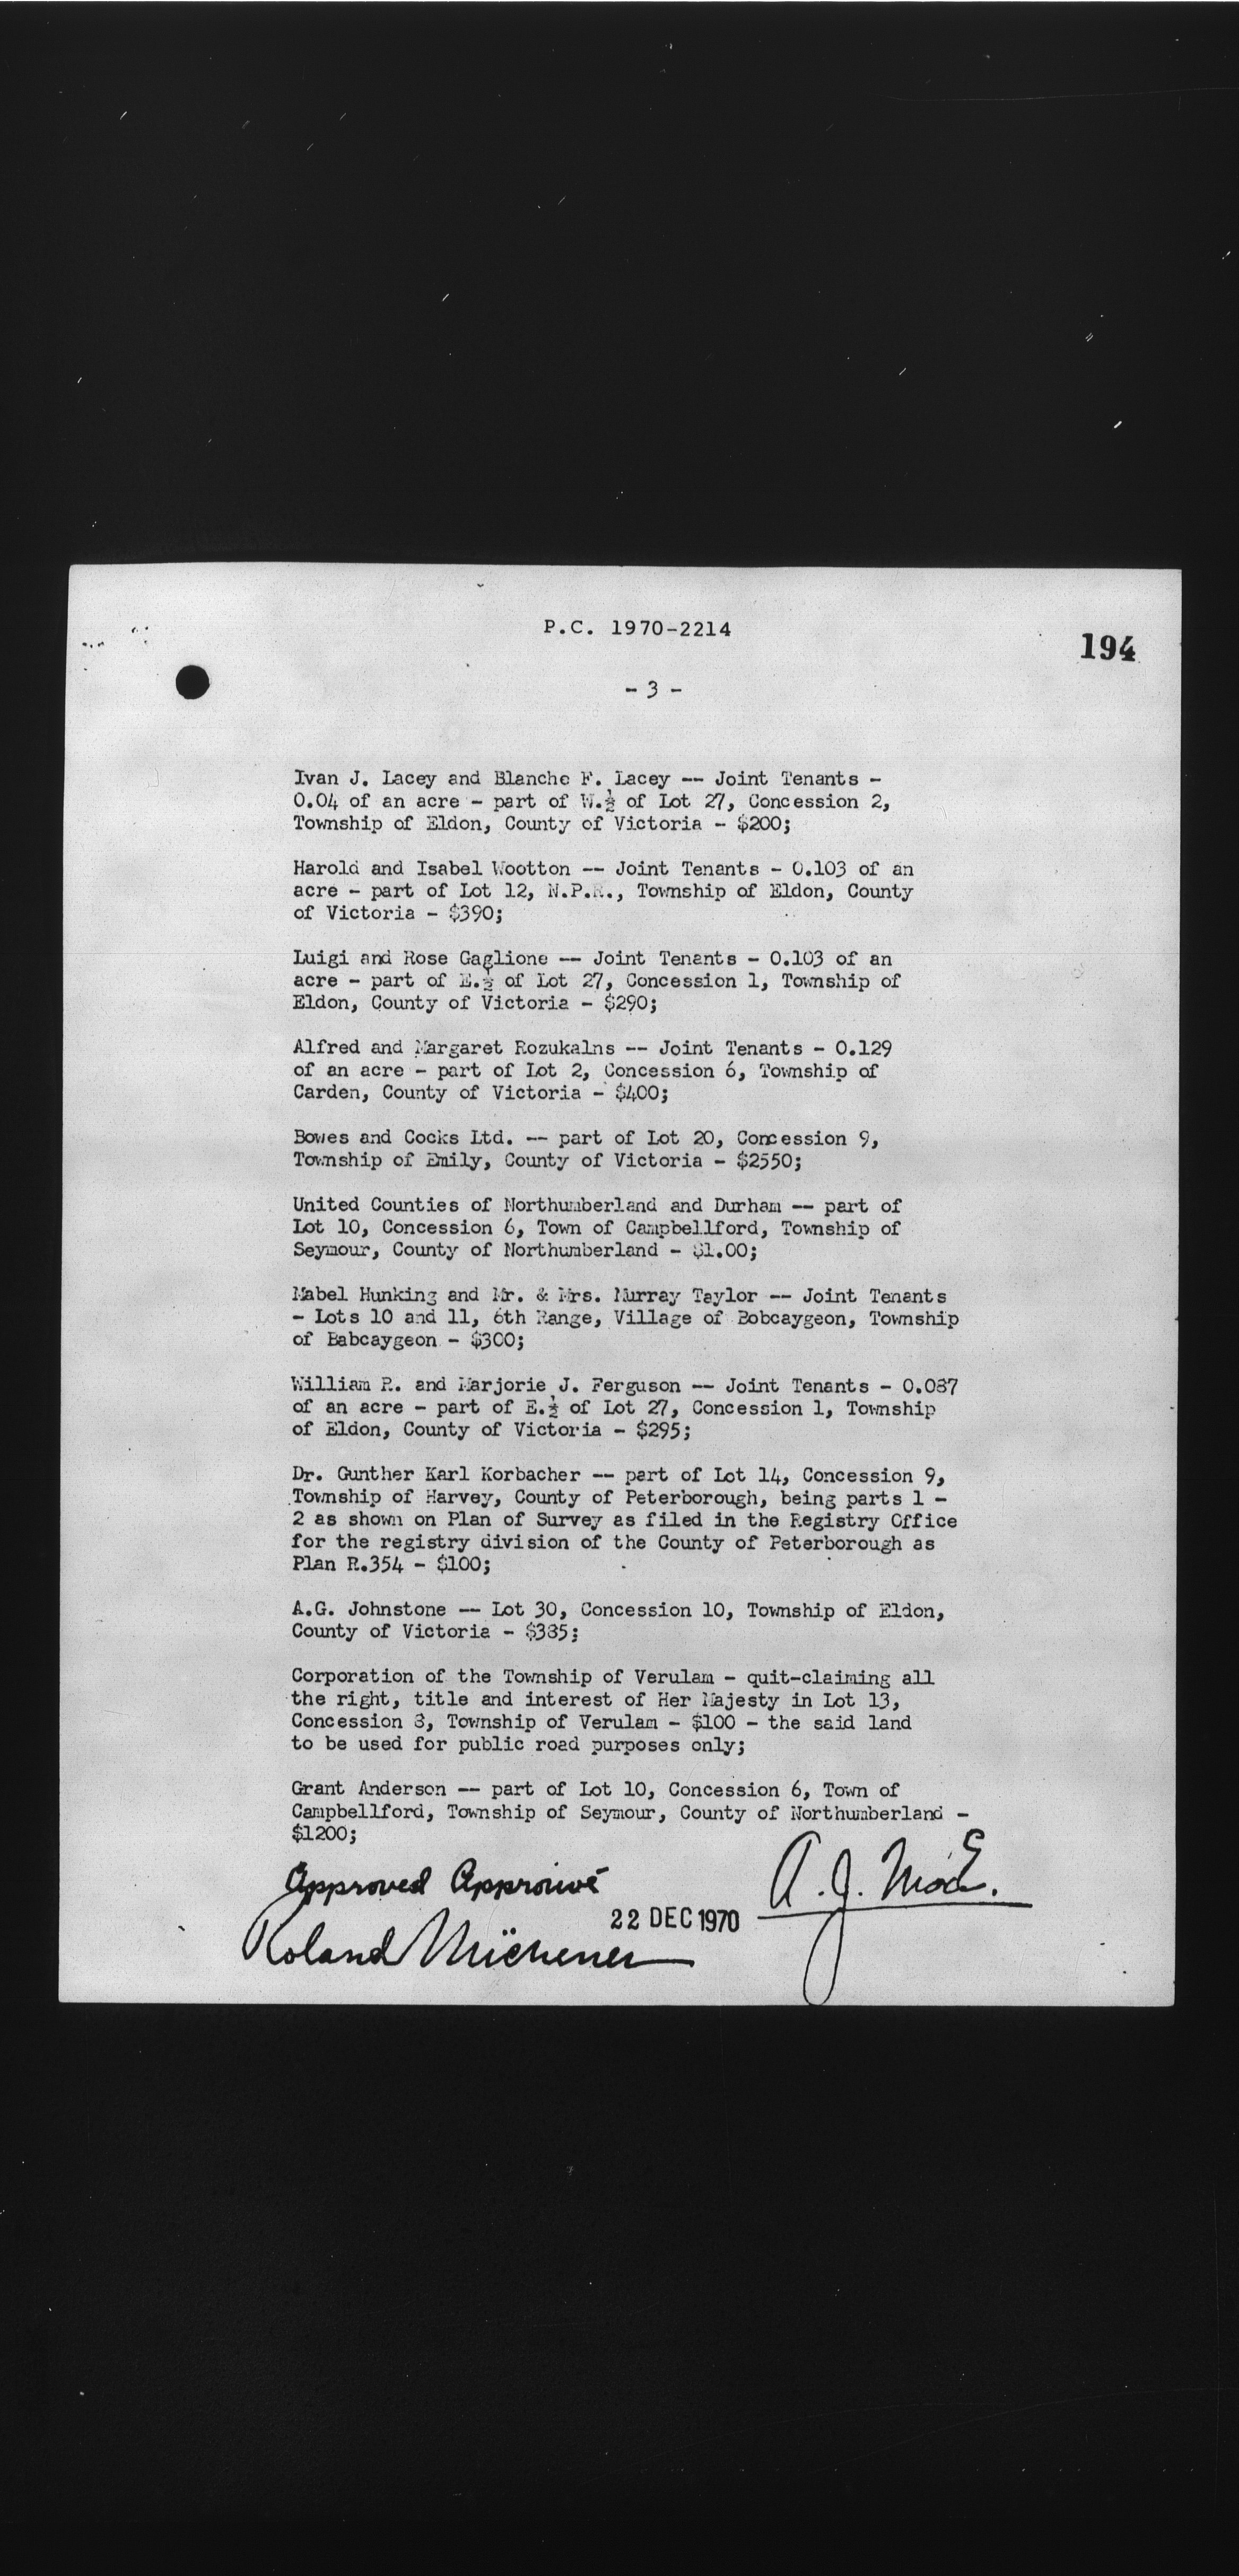 P.C. 1970-2214
194
- 3 -
Ivan J. Lacey and Blanche F. Lacey -- Joint Tenants -
0.04 of an acre - part of W.½ of Lot 27, Concession 2,
Township of Eldon, County of Victoria - $200;
Harold and Isabel Wootton -- Joint Tenants - 0.103 of an
acre - part of Lot 12, N.P.R., Township of Eldon, County
of Victoria - $390;
Luigi and Rose Gaglione -- Joint Tenants - 0.103 of an
acre - part of E.½ of Lot 27, Concession 1, Township of
Eldon, County of Victoria - $290;
Alfred and Margaret Rozukalns -- Joint Tenants - 0.129
of an acre - part of Lot 2, Concession 6, Township of
Carden, County of Victoria - $400;
Bowes and Cocks Ltd. -- part of Lot 20, Concession 9,
Township of Emily, County of Victoria - $2550;
United Counties of Northumberland and Durham -- part of
Lot 10, Concession 6, Town of Campbellford, Township of
Seymour, County of Northumberland - $1.00;
Mabel Hunking and Mr. & Mrs. Murray Taylor -- Joint Tenants
- Lots 10 and 11, 6th Range, Village of Bobcaygeon, Township
of Babcaygeon - $300;
William R. and Marjorie J. Ferguson -- Joint Tenants - 0.087
of an acre - part of E.½ of Lot 27, Concession 1, Township
of Eldon, County of Victoria - $295;
Dr. Gunther Karl Korbacher -- part of Lot 14, Concession 9,
Township of Harvey, County of Peterborough, being parts 1 -
2 as shown on Plan of Survey as filed in the Registry Office
for the registry division of the County of Peterborough as
Plan R.354 - $100;
A.G. Johnstone -- Lot 30, Concession 10, Township of Eldon,
County of Victoria - $385;
Corporation of the Township of Verulam - quit-claiming all
the right, title and interest of Her Majesty in Lot 13,
Concession 8, Township of Verulam - $100 - the said land
to be used for public road purposes only;
Grant Anderson -- part of Lot 10, Concession 6, Town of
Campbellford, Township of Seymour, County of Northumberland -
$1200;
Approved Approuvé
22 DEC 1970
Roland Michener
A. J.